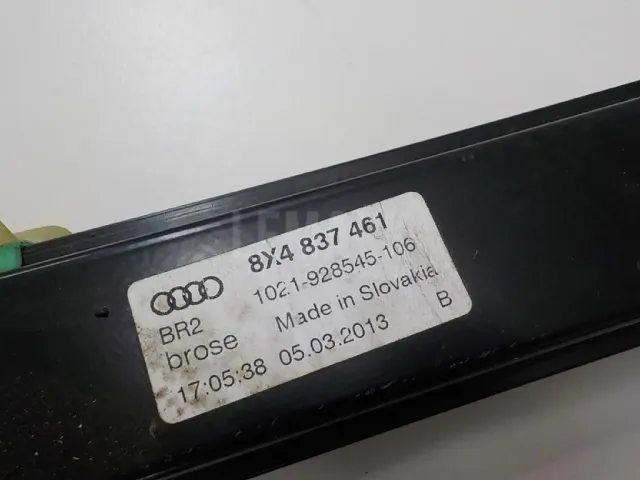 8X4 837 461
1021-928545-106
BR2
Made in Slovakia
brose
17:05:38 05.03.2013
B